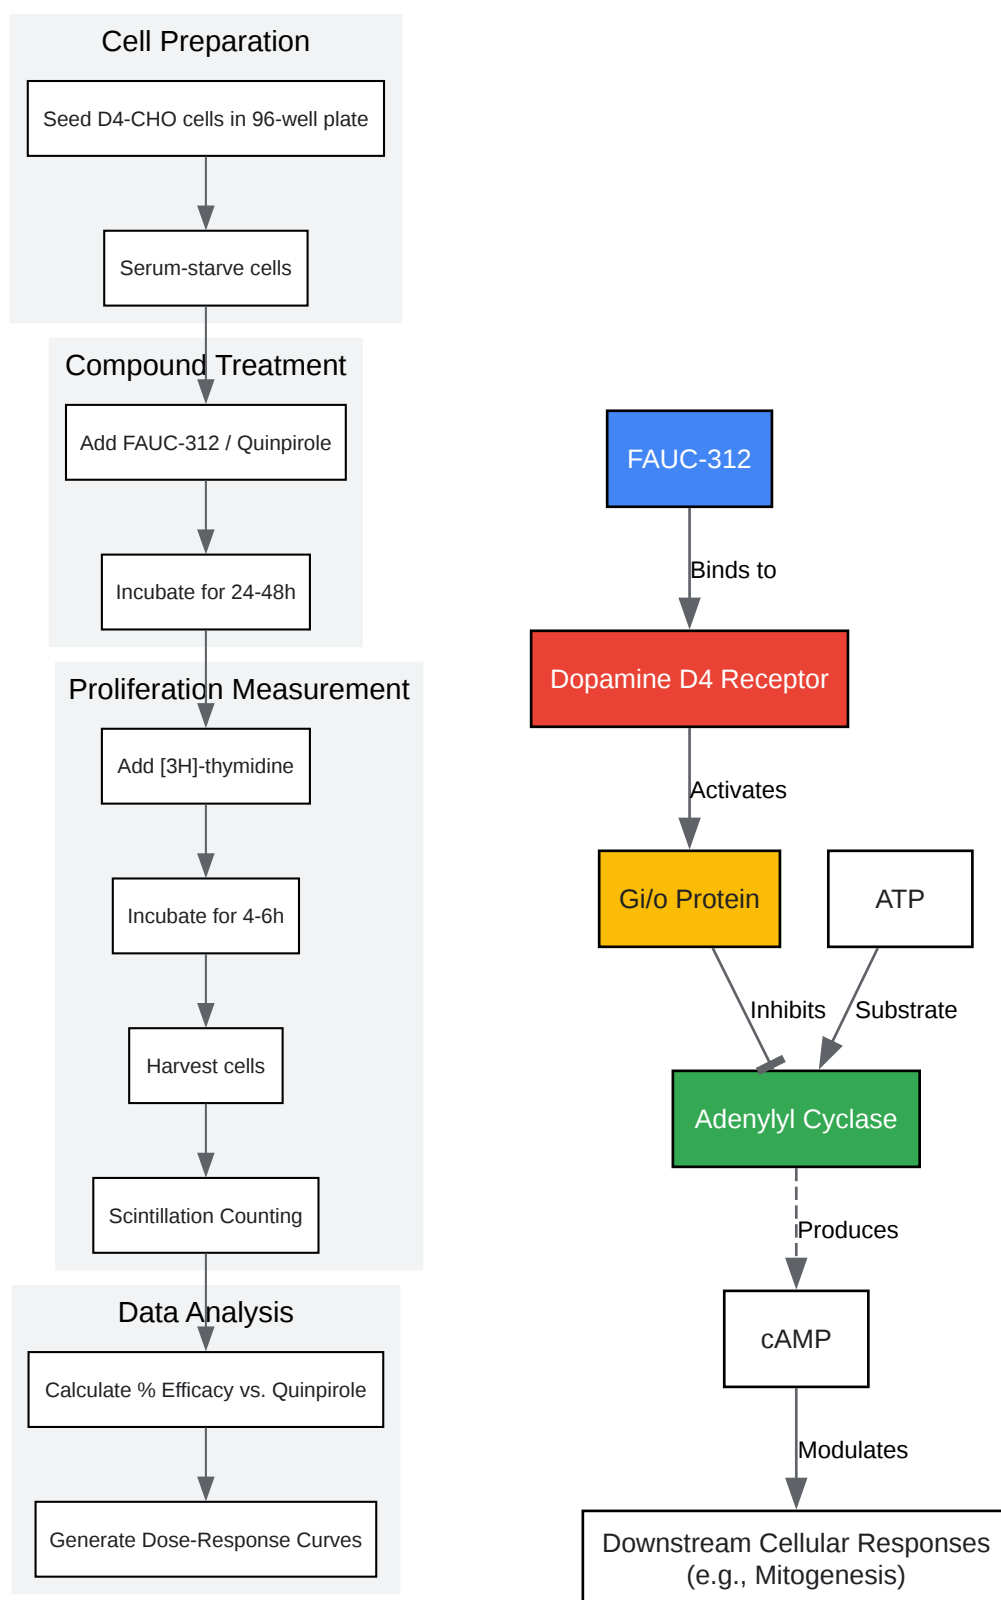 Cell Preparation
Seed D4-CHO cells in 96-well plate
Serum-starve cells
Compound Treatment
Add FAUC-312 / Quinpirole
Incubate for 24-48h
Proliferation Measurement
Add [3H]-thymidine
Incubate for 4-6h
Harvest cells
Scintillation Counting
Data Analysis
Calculate % Efficacy vs. Quinpirole
Generate Dose-Response Curves
FAUC-312
Binds to
Dopamine D4 Receptor
Activates
Gi/o Protein
ATP
Inhibits
Substrate
Adenylyl Cyclase
Produces
cAMP
Modulates
Downstream Cellular Responses
(e.g., Mitogenesis)